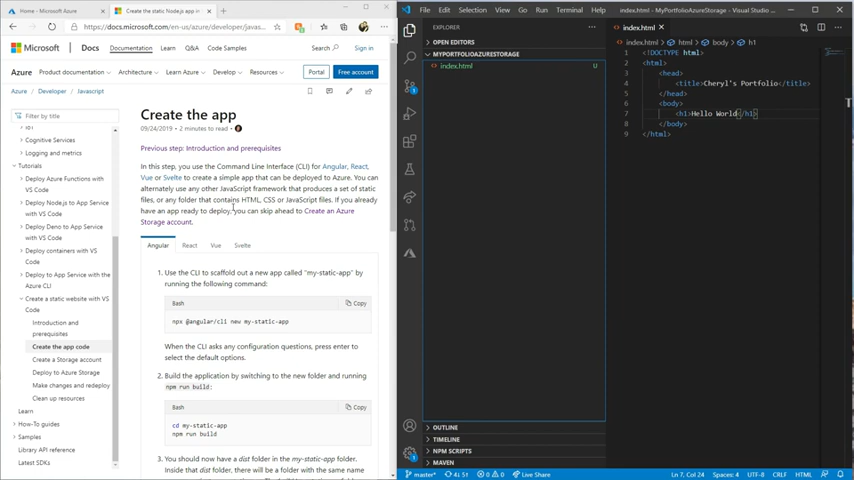 Home - Microsoft Azure
Create the static Node.js app in
https://docs.microsoft.com/en-us/azure/developer/javas...
Microsoft
Docs
Documentation
Learn
Q&A
Code Samples
Search
Sign in
Azure
Product documentation
Architecture
Learn Azure
Develop
Resources
Portal
Free account
Azure / Developer / Javascript
Filter by title
API
Cognitive Services
Logging and metrics
Tutorials
Deploy Azure Functions with
VS Code
Deploy Node.js to App Service
with VS Code
Deploy Deno to App Service
with VS Code
Deploy containers with VS
Code
Deploy to App Service with the
Azure CLI
Create a static website with VS
Code
Introduction and
prerequisites
Create the app code
Create a Storage account
Deploy to Azure Storage
Make changes and redeploy
Clean up resources
Learn
How-To Guides
Samples
Library API reference
Latest SDKs
Create the app
09/24/2019 • 2 minutes to read •
Previous step: Introduction and prerequisites
In this step, you use the Command Line Interface (CLI) for Angular, React,
Vue or Svelte to create a simple app that can be deployed to Azure. You can
alternately use any other JavaScript framework that produces a set of static
files, or any folder that contains HTML, CSS or JavaScript files. If you already
have an app ready to deploy, you can skip ahead to Create an Azure
Storage account.
Angular
React
Vue
Svelte
1. Use the CLI to scaffold out a new app called "my-static-app" by
running the following command:
Bash
Copy
npx @angular/cli new my-static-app
When the CLI asks any configuration questions, press enter to
select the default options.
2. Build the application by switching to the new folder and running
npm run build:
Bash
Copy
cd my-static-app
npm run build
3. You should now have a dist folder in the my-static-app folder.
Inside that dist folder, there will be a folder with the same name
File
Edit
Selection
View
Go
Run
Terminal
Help
index.html - MyPortfolioAzureStorage - Visual Studio ...
EXPLORER
OPEN EDITORS
MYPORTFOLIOAZURESTORAGE
index.html
U
OUTLINE
TIMELINE
NPM SCRIPTS
MAVEN
index.html
index.html > html > body > h1
1 <!DOCTYPE html>
2 <html>
3 <head>
4 <title>Cheryl's Portfolio</title>
5 </head>
6 <body>
7 <h1>Hello World</h1>
8 </body>
9 </html>
master*
0 0
Live Share
Ln 7, Col 24
Spaces: 4
UTF-8
CRLF
HTML